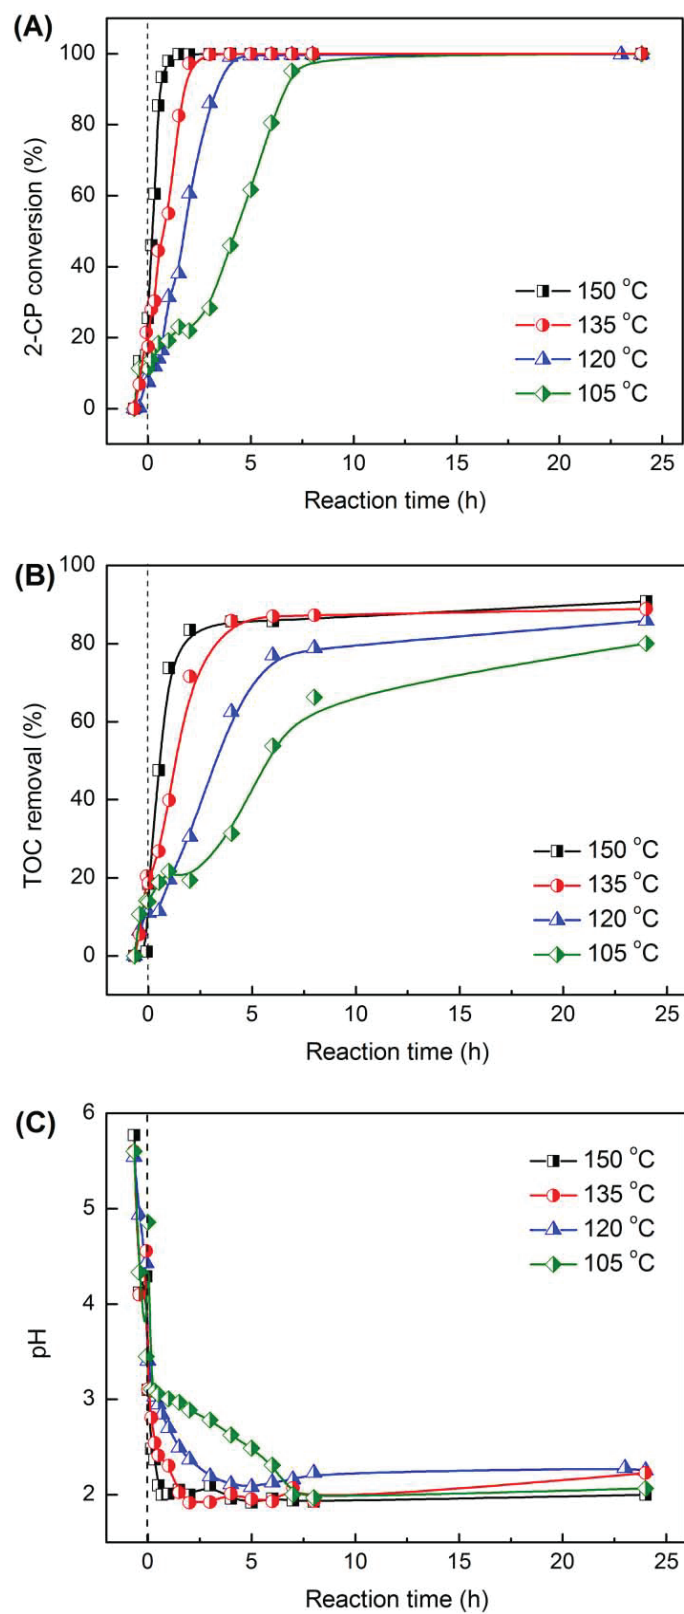 (A)
100
80
60
40
20
0
2-CP conversion (%)
150 °C
135 °C
120 °C
105 °C
0 5 10 15 20 25
Reaction time (h)
(B)
100
80
60
40
20
0
TOC removal (%)
150 °C
135 °C
120 °C
105 °C
0 5 10 15 20 25
Reaction time (h)
(C)
6
5
4
3
2
pH
150 °C
135 °C
120 °C
105 °C
0 5 10 15 20 25
Reaction time (h)